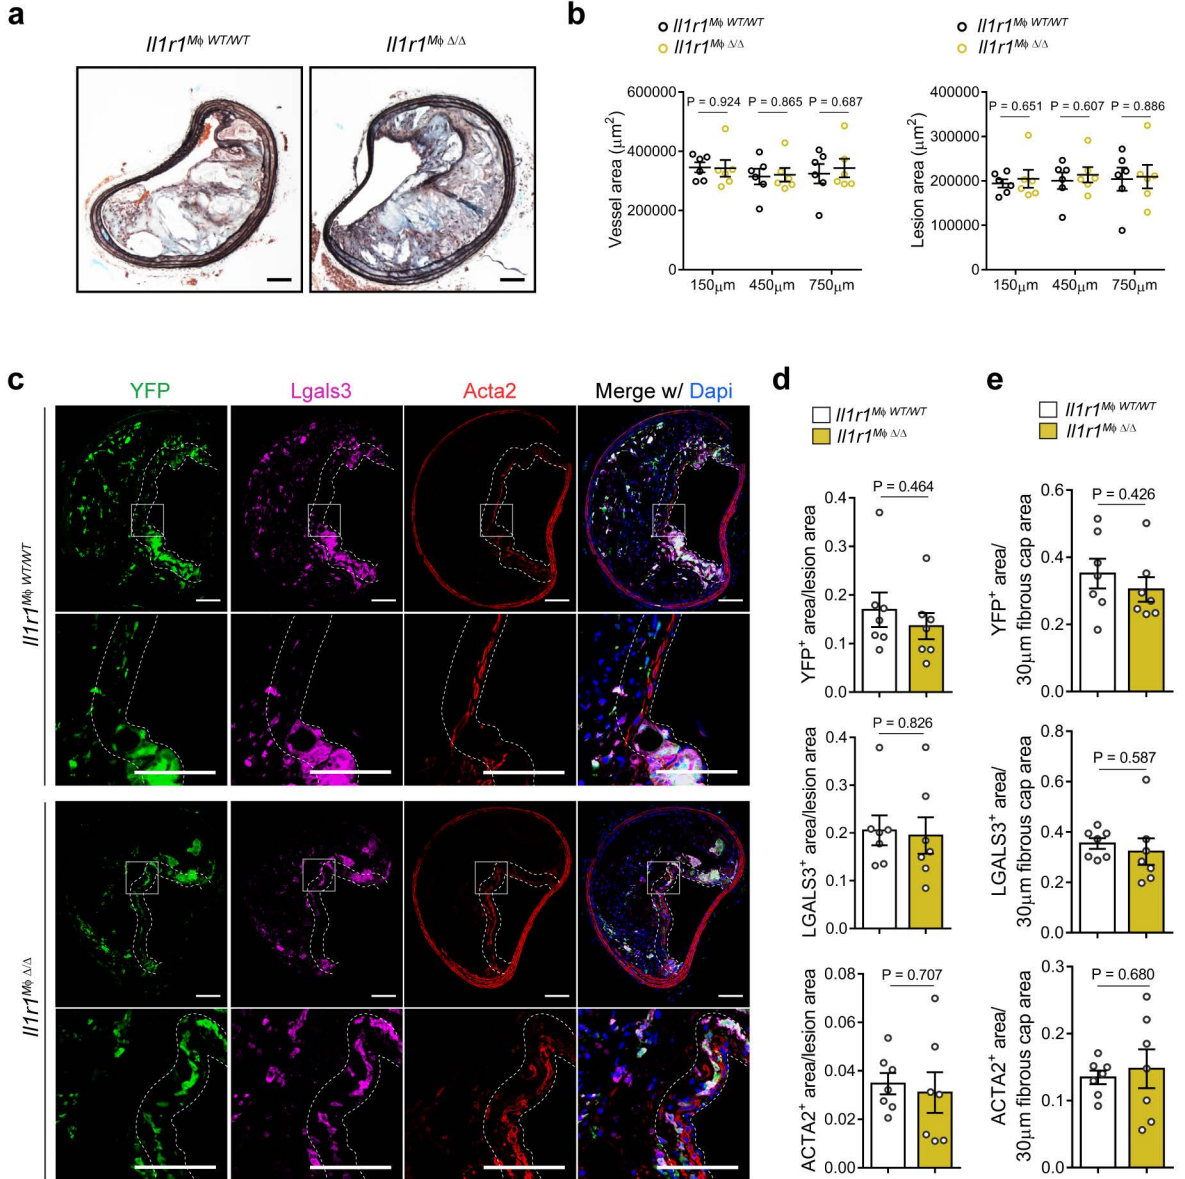 a
Il1r1Mϕ WT/WT
Il1r1Mϕ Δ/Δ
b
Il1r1Mϕ WT/WT
Il1r1Mϕ Δ/Δ
Vessel area (μm2)
600000
400000
200000
0
P = 0.924
P = 0.865
P = 0.687
150μm
450μm
750μm
Il1r1Mϕ WT/WT
Il1r1Mϕ Δ/Δ
Lesion area (μm2)
400000
300000
200000
100000
0
P = 0.651
P = 0.607
P = 0.886
150μm
450μm
750μm
c
YFP
Lgals3
Acta2
Merge w/ Dapi
Il1r1Mϕ WT/WT
Il1r1Mϕ Δ/Δ
d
Il1r1Mϕ WT/WT
Il1r1Mϕ Δ/Δ
YFP+ area/lesion area
0.4
0.3
0.2
0.1
0.0
P = 0.464
LGALS3+ area/lesion area
0.4
0.3
0.2
0.1
0.0
P = 0.826
ACTA2+ area/lesion area
0.08
0.06
0.04
0.02
0.00
P = 0.707
e
Il1r1Mϕ WT/WT
Il1r1Mϕ Δ/Δ
YFP+ area/
30μm fibrous cap area
0.6
0.4
0.2
0.0
P = 0.426
LGALS3+ area/
30μm fibrous cap area
0.8
0.6
0.4
0.2
0.0
P = 0.587
ACTA2+ area/
30μm fibrous cap area
0.3
0.2
0.1
0.0
P = 0.680